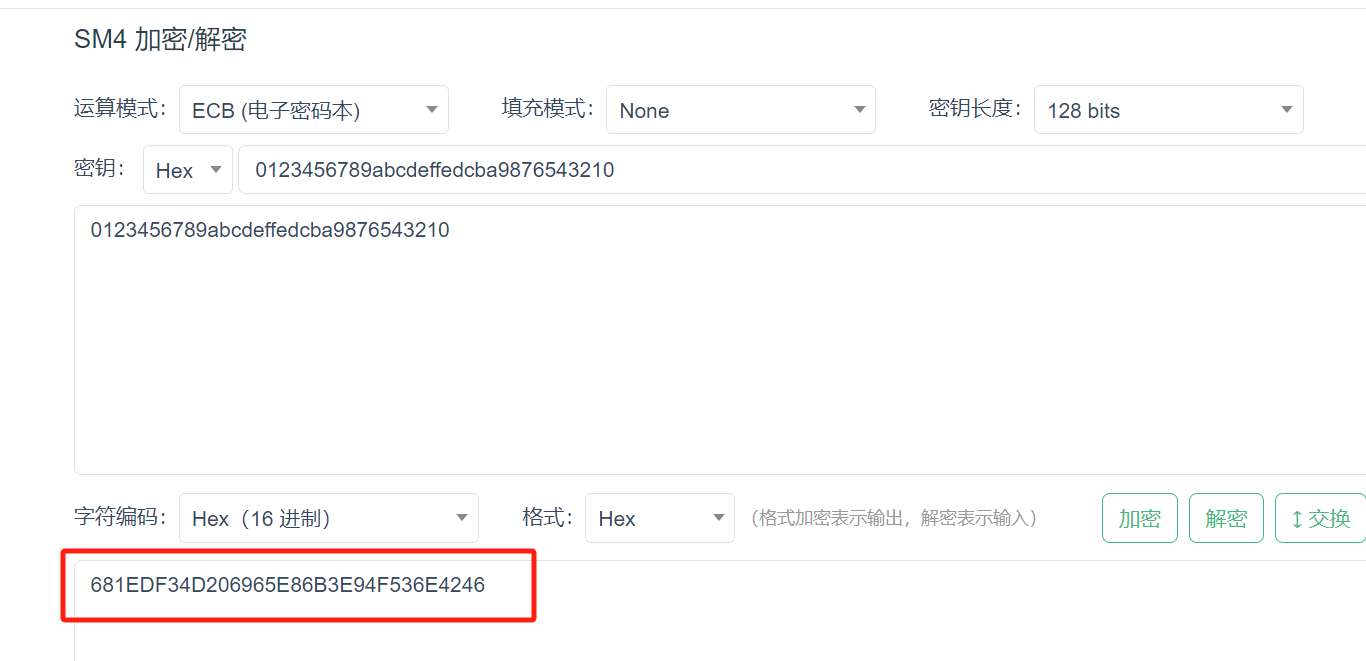 SM4 加密/解密
运算模式： ECB (电子密码本) 填充模式： None 密钥长度： 128 bits
密钥： Hex 0123456789abcdeffedcba9876543210
0123456789abcdeffedcba9876543210
字符编码： Hex（16 进制） 格式： Hex （格式加密表示输出，解密表示输入） 加密 解密 ↕ 交换
681EDF34D206965E86B3E94F536E4246